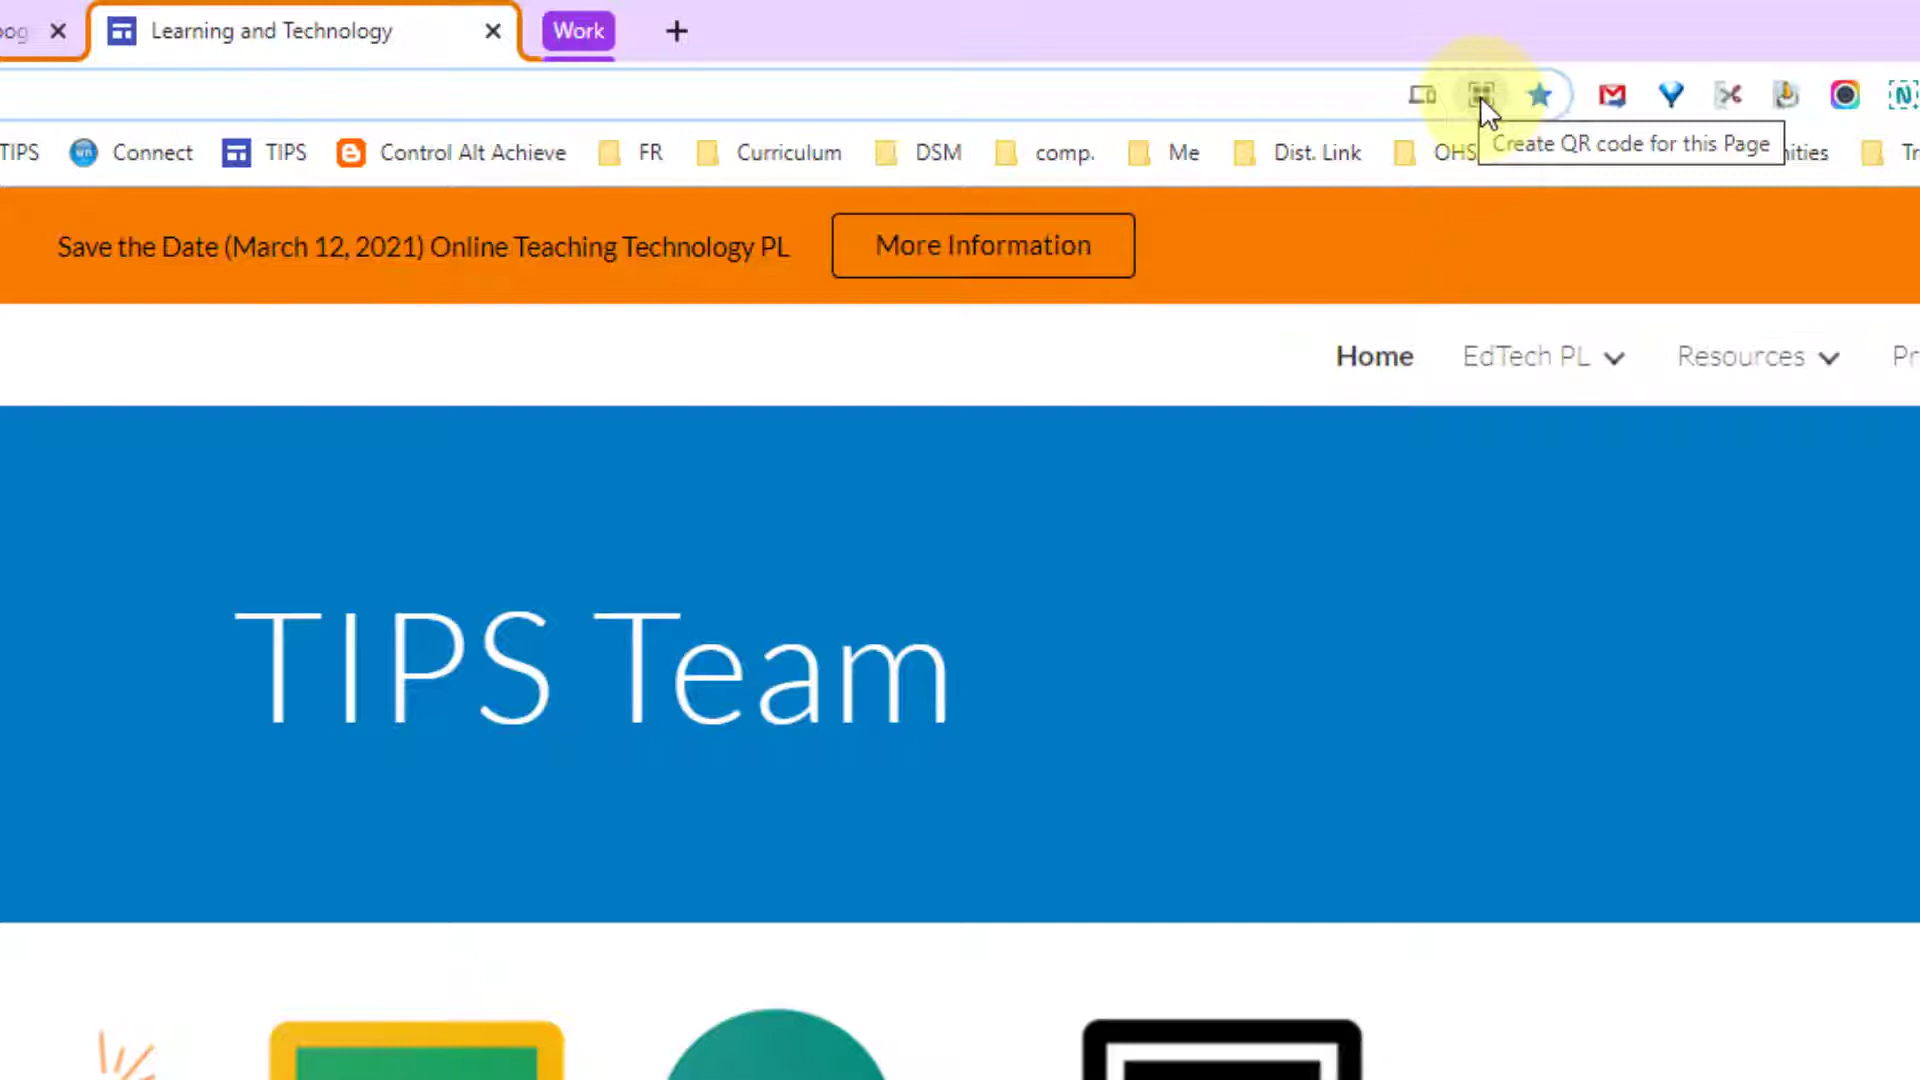 Learning and Technology
Work
TIPS Connect TIPS Control Alt Achieve FR Curriculum DSM comp. Me Dist. Link OHS
Create QR code for this Page
Save the Date (March 12, 2021) Online Teaching Technology PL
More Information
Home EdTech PL Resources
TIPS Team